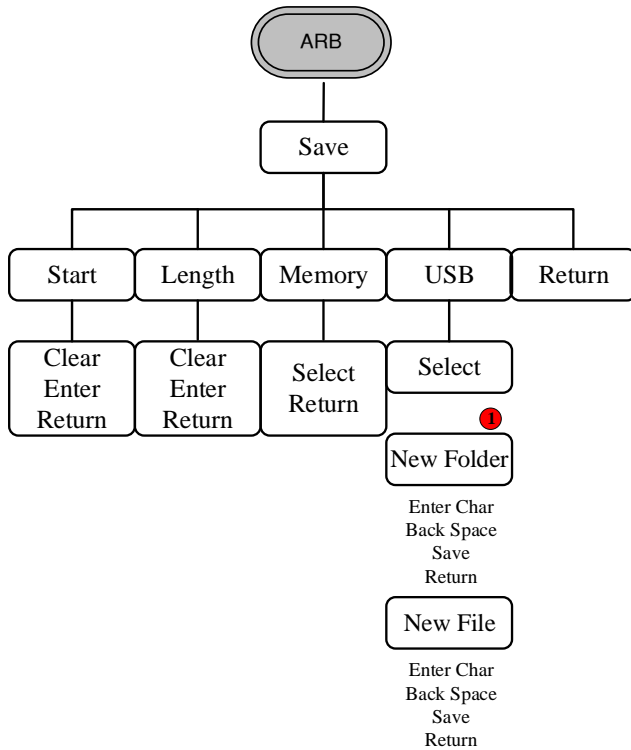 ARB
Save
Start
Length
Memory
USB
Return
Clear
Enter
Return
Clear
Enter
Return
Select
Return
Select
1
New Folder
Enter Char
Back Space
Save
Return
New File
Enter Char
Back Space
Save
Return